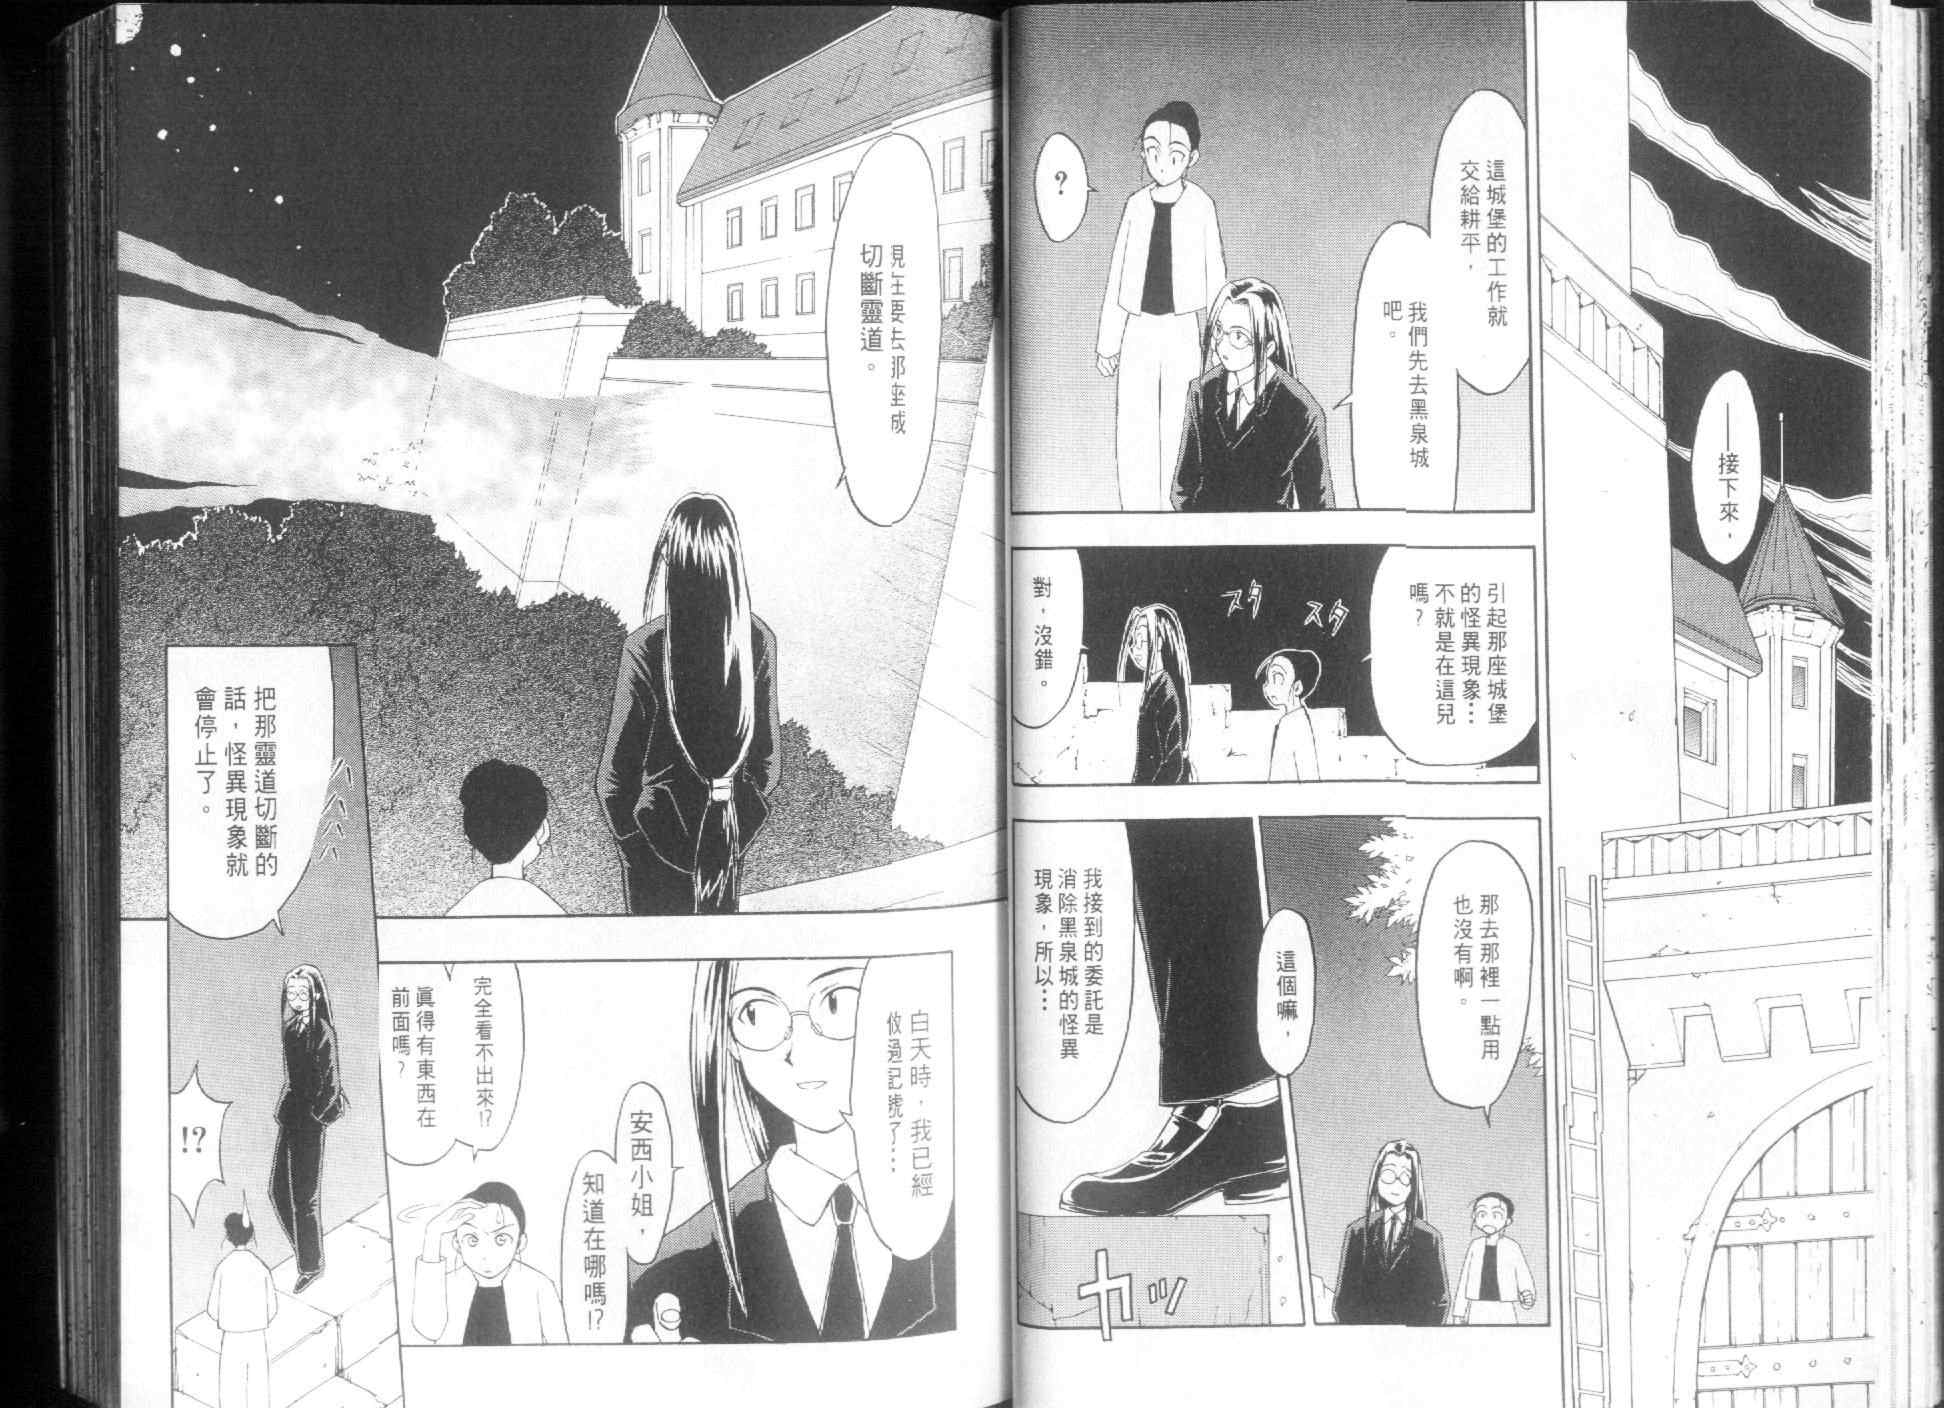 ──接下來，
這城堡的工作就
交給耕平，
我們先去黑泉城
吧。
？
引起那座城堡
的怪異現象⋯
不就是在這兒
嗎？
スタ
スタ
對，沒錯。
那去那裡一點用
也沒有啊。
這個嘛，
我接到的委託是
消除黑泉城的怪異
現象，所以⋯
カッ
現在要去那座城
切斷靈道。
把那靈道切斷的
話，怪異現象就
會停止了。
!?
白天時，我已經
做過記號了⋯
安西小姐，
知道在哪嗎!?
完全看不出來!?
真得有東西在
前面嗎？